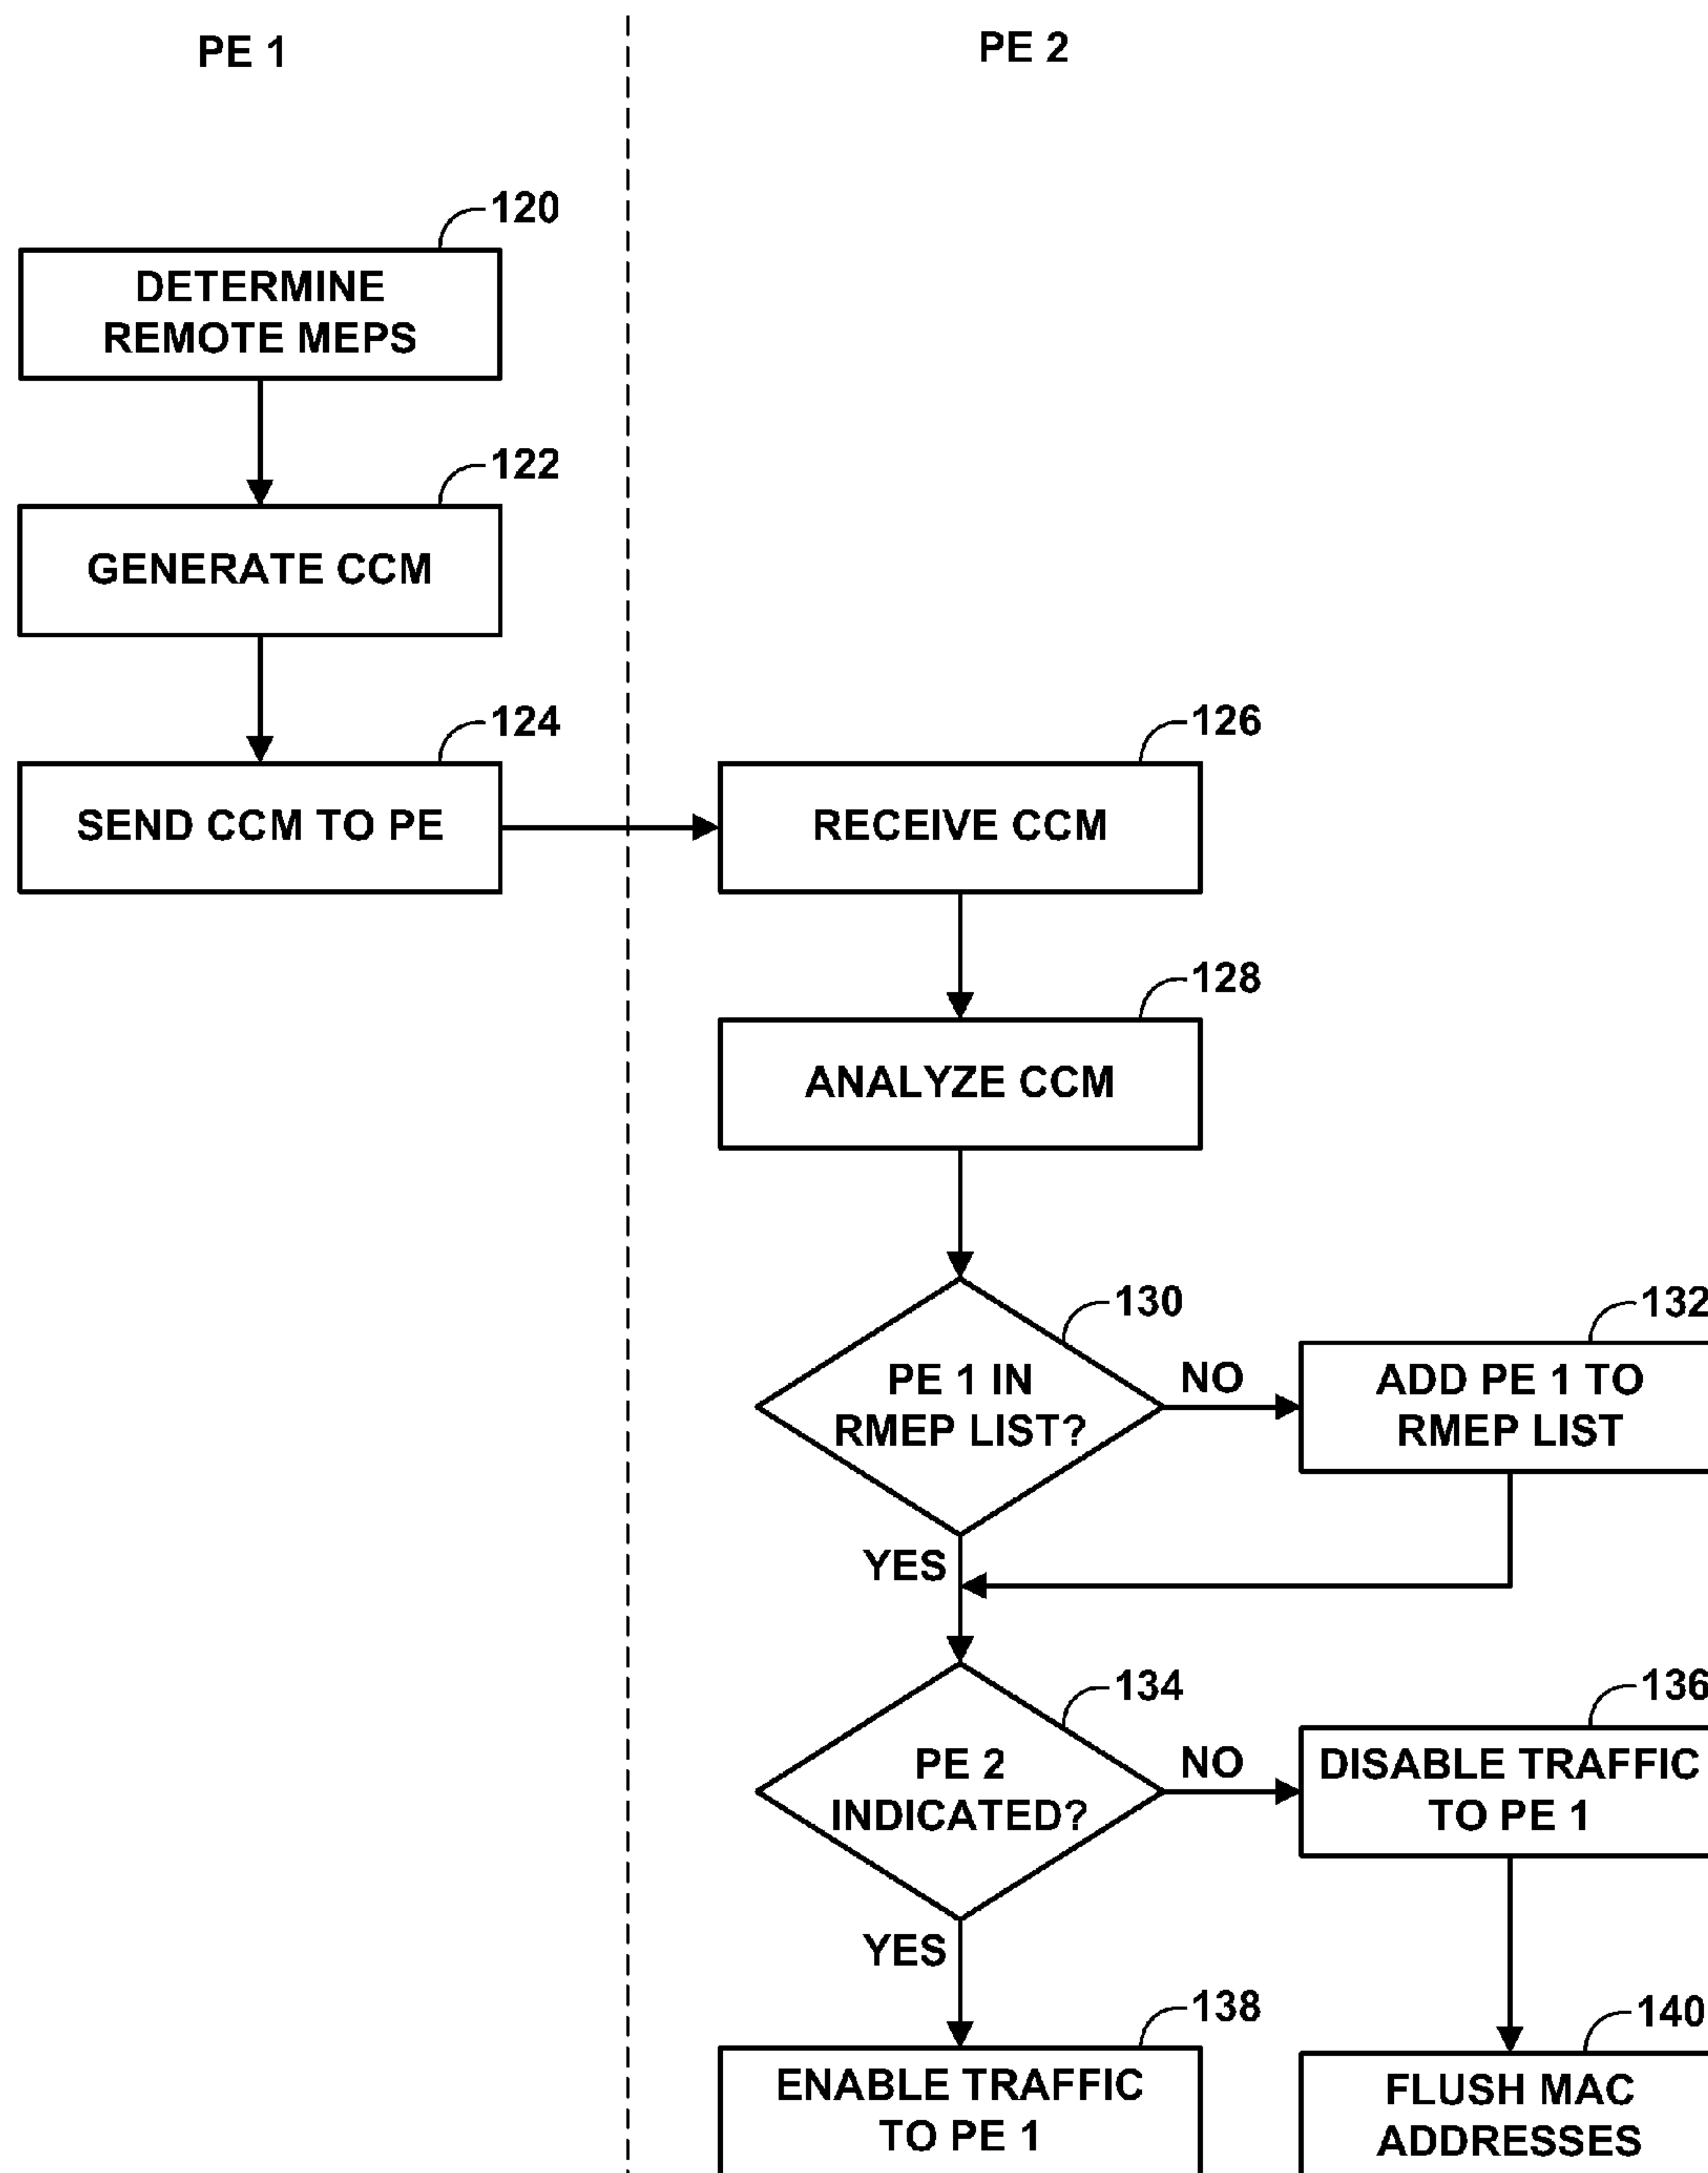 PE 1
PE 2
120
DETERMINE
REMOTE MEPS
122
GENERATE CCM
124
SEND CCM TO PE
126
RECEIVE CCM
128
ANALYZE CCM
130
PE 1 IN
RMEP LIST?
NO
132
ADD PE 1 TO
RMEP LIST
YES
134
PE 2
INDICATED?
NO
136
DISABLE TRAFFIC
TO PE 1
YES
138
ENABLE TRAFFIC
TO PE 1
140
FLUSH MAC
ADDRESSES